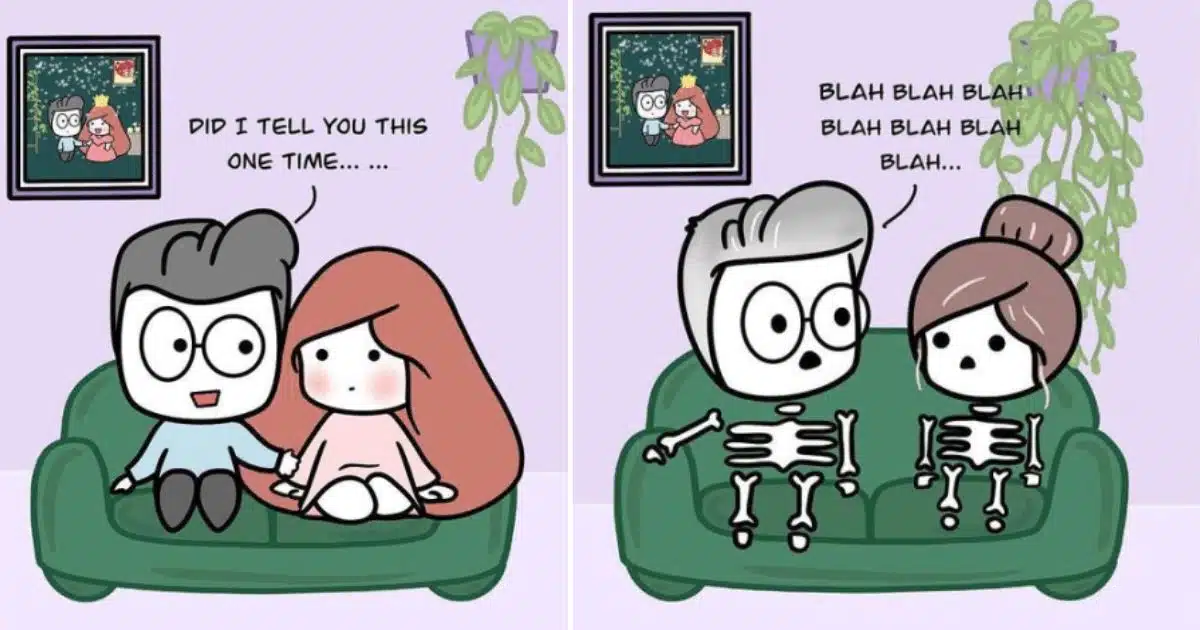 DID I TELL YOU THIS
ONE TIME... ...
BLAH BLAH BLAH
BLAH BLAH BLAH
BLAH...